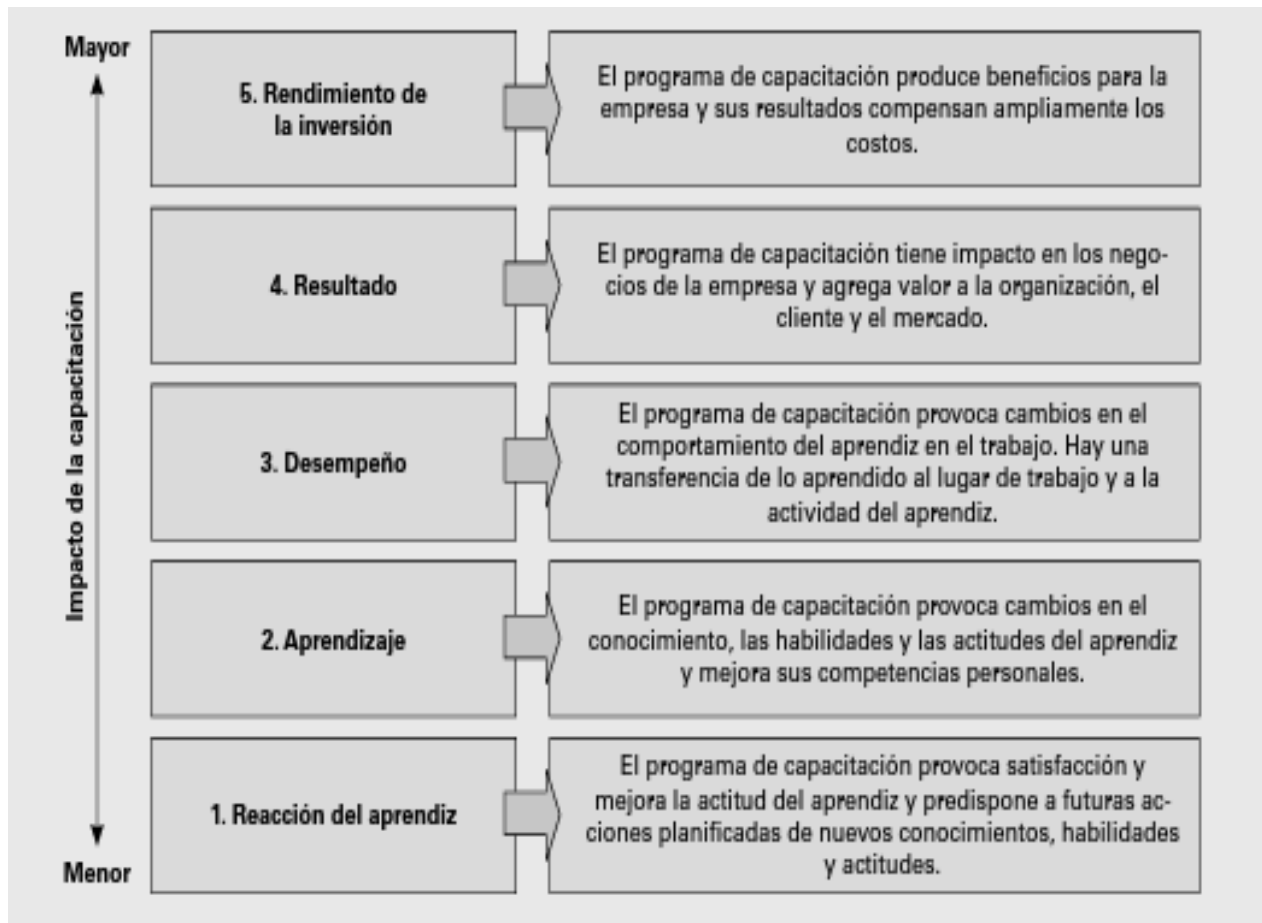 Mayor
Impacto de la capacitación
Menor
5. Rendimiento de
la inversión
El programa de capacitación produce beneficios para la
empresa y sus resultados compensan ampliamente los
costos.
4. Resultado
El programa de capacitación tiene impacto en los nego-
cios de la empresa y agrega valor a la organización, el
cliente y el mercado.
3. Desempeño
El programa de capacitación provoca cambios en el
comportamiento del aprendiz en el trabajo. Hay una
transferencia de lo aprendido al lugar de trabajo y a la
actividad del aprendiz.
2. Aprendizaje
El programa de capacitación provoca cambios en el
conocimiento, las habilidades y las actitudes del aprendiz
y mejora sus competencias personales.
1. Reacción del aprendiz
El programa de capacitación provoca satisfacción y
mejora la actitud del aprendiz y predispone a futuras ac-
ciones planificadas de nuevos conocimientos, habilidades
y actitudes.